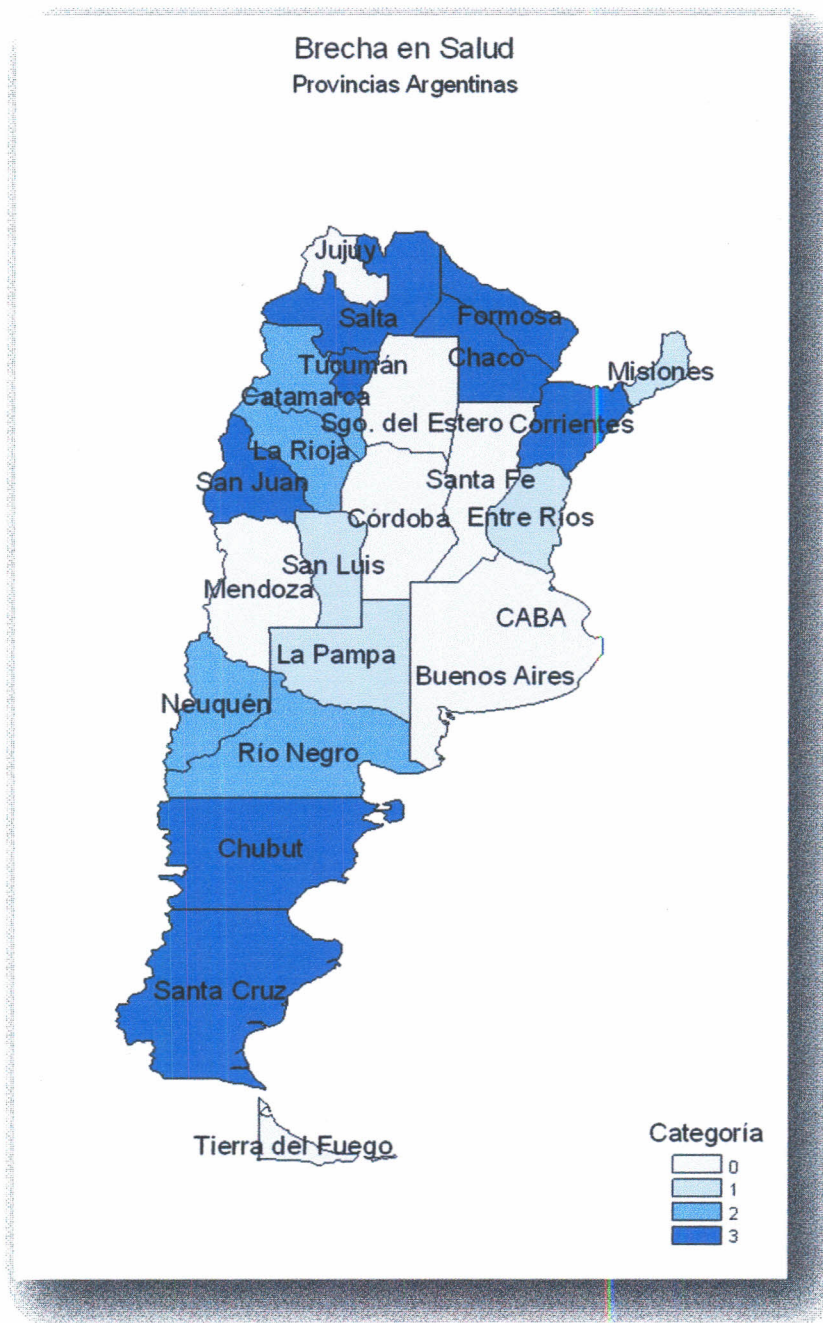 Brecha en Salud
Provincias Argentinas
Jujuy
Salta
Formosa
Chaco
Tucumán
Misiones
Catamarca
Sgo. del Estero
Corrientes
La Rioja
San Juan
Santa Fe
Córdoba
Entre Ríos
San Luis
Mendoza
CABA
La Pampa
Buenos Aires
Neuquén
Río Negro
Chubut
Santa Cruz
Tierra del Fuego
Categoría
0
1
2
3